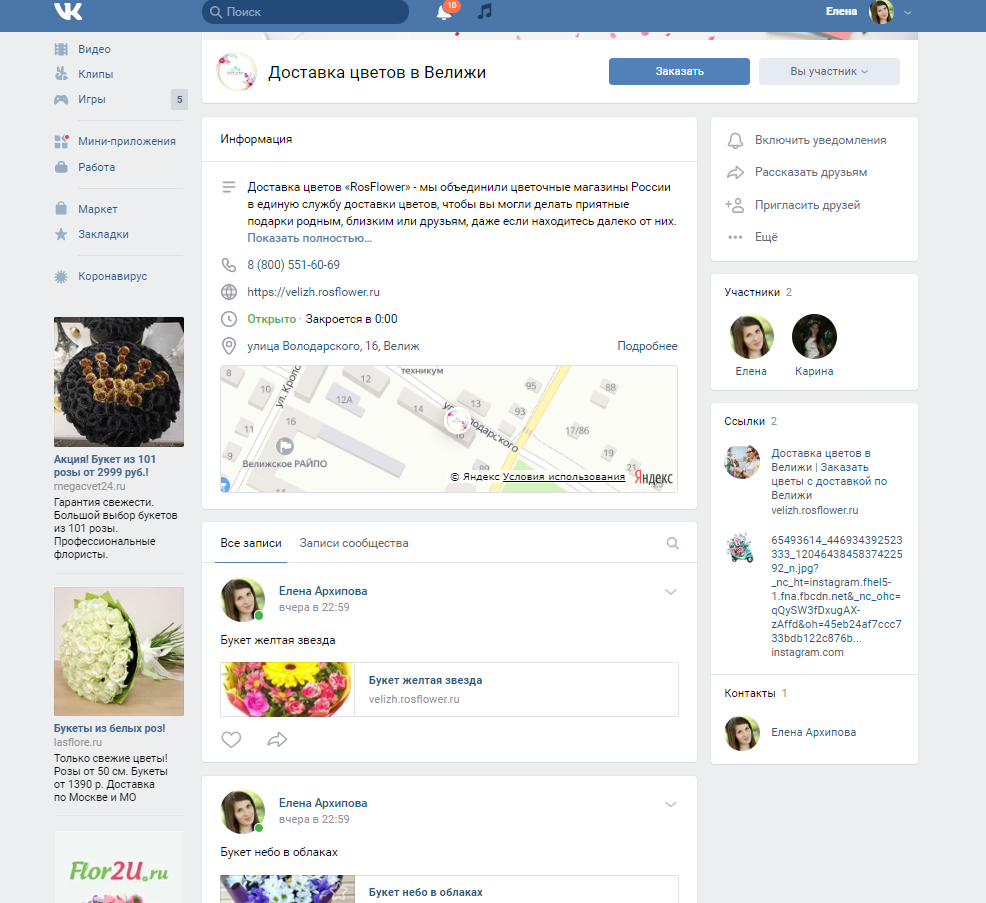 Поиск
10
Елена
Видео
Клипы
Игры
5
Мини-приложения
Работа
Маркет
Закладки
Коронавирус
Акция! Букет из 101
розы от 2999 руб.!
megacvet24.ru
Гарантия свежести.
Большой выбор букетов
из 101 розы.
Профессиональные
флористы.
Букеты из белых роз!
lasflore.ru
Только свежие цветы!
Розы от 50 см. Букеты
от 1390 р. Доставка
по Москве и МО
Flor2U.ru
Доставка цветов в Велижи
Заказать
Вы участник
Информация
Доставка цветов «RosFlower» - мы объединили цветочные магазины России
в единую службу доставки цветов, чтобы вы могли делать приятные
подарки родным, близким или друзьям, даже если находитесь далеко от них.
Показать полностью...
8 (800) 551-60-69
https://velizh.rosflower.ru
Открыто · Закроется в 0:00
улица Володарского, 16, Велиж
Подробнее
8
10
12
техникум
12А
ул. Кропо
14
13
95
93
88
11
16
16
17/86
9
19
21
89
Велижское РАЙПО
© Яндекс Условия использования
Яндекс
Все записи
Записи сообщества
Елена Архипова
вчера в 22:59
Букет желтая звезда
Букет желтая звезда
velizh.rosflower.ru
Елена Архипова
вчера в 22:59
Букет небо в облаках
Букет небо в облаках
Включить уведомления
Рассказать друзьям
Пригласить друзей
Ещё
Участники 2
Елена
Карина
Ссылки 2
Доставка цветов в
Велижи | Заказать
цветы с доставкой по
Велижи
velizh.rosflower.ru
65493614_446934392523
333_12046438458374225
92_n.jpg?
_nc_ht=instagram.fhel5-
1.fna.fbcdn.net&_nc_ohc=
qQySW3fDxugAX-
zAffd&oh=45eb24af7ccc7
33bdb122c876b...
instagram.com
Контакты 1
Елена Архипова